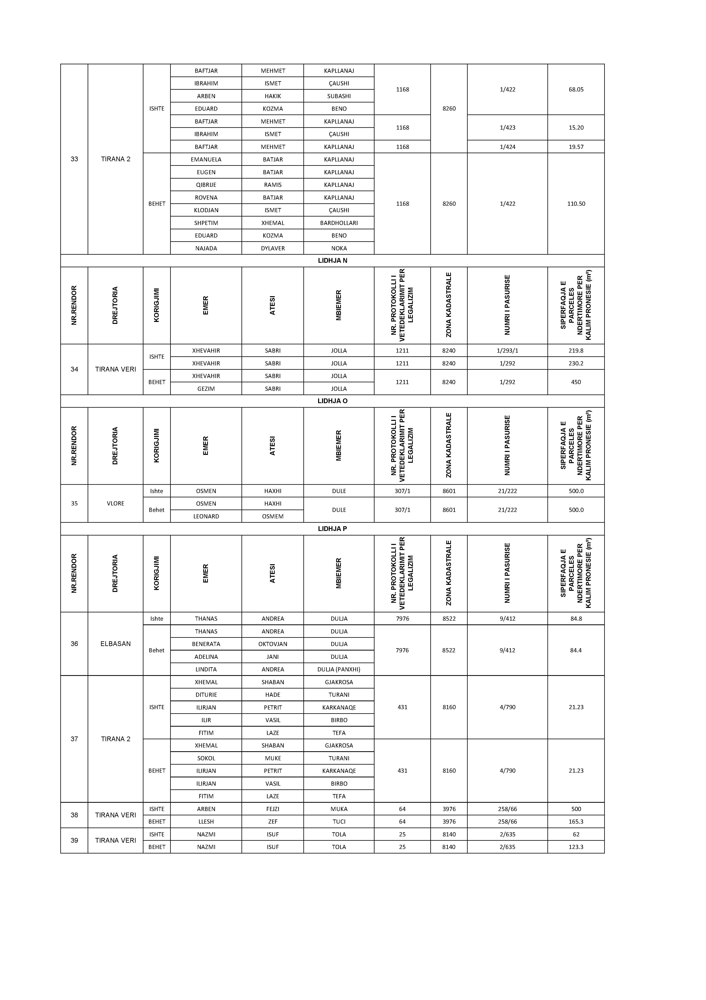 33 TIRANA 2 ISHTE BAFTJAR MEHMET KAPLLANAJ 1168 8260 1/422 68.05
IBRAHIM ISMET ÇAUSHI
ARBEN HAKIK SUBASHI
EDUARD KOZMA BENO
BAFTJAR MEHMET KAPLLANAJ 1168 1/423 15.20
IBRAHIM ISMET ÇAUSHI
BAFTJAR MEHMET KAPLLANAJ 1168 1/424 19.57
BEHET EMANUELA BATJAR KAPLLANAJ 1168 8260 1/422 110.50
EUGEN BATJAR KAPLLANAJ
QIBRIJE RAMIS KAPLLANAJ
ROVENA BATJAR KAPLLANAJ
KLODJAN ISMET ÇAUSHI
SHPETIM XHEMAL BARDHOLLARI
EDUARD KOZMA BENO
NAJADA DYLAVER NOKA
LIDHJA N
NR.RENDOR
DREJTORIA
KORIGJIMI
EMER
ATESI
MBIEMER
NR. PROTOKOLLI I
VETEDEKLARIMIT PER
LEGALIZIM
ZONA KADASTRALE
NUMRI I PASURISE
SIPERFAQJA E
PARCELES
NDERTIMORE PER
KALIM PRONESIE (m²)
34 TIRANA VERI ISHTE XHEVAHIR SABRI JOLLA 1211 8240 1/293/1 219.8
XHEVAHIR SABRI JOLLA 1211 8240 1/292 230.2
BEHET XHEVAHIR SABRI JOLLA 1211 8240 1/292 450
GEZIM SABRI JOLLA
LIDHJA O
NR.RENDOR
DREJTORIA
KORIGJIMI
EMER
ATESI
MBIEMER
NR. PROTOKOLLI I
VETEDEKLARIMIT PER
LEGALIZIM
ZONA KADASTRALE
NUMRI I PASURISE
SIPERFAQJA E
PARCELES
NDERTIMORE PER
KALIM PRONESIE (m²)
35 VLORE Ishte OSMEN HAXHI DULE 307/1 8601 21/222 500.0
Behet OSMEN HAXHI DULE 307/1 8601 21/222 500.0
LEONARD OSMEM
LIDHJA P
NR.RENDOR
DREJTORIA
KORIGJIMI
EMER
ATESI
MBIEMER
NR. PROTOKOLLI I
VETEDEKLARIMIT PER
LEGALIZIM
ZONA KADASTRALE
NUMRI I PASURISE
SIPERFAQJA E
PARCELES
NDERTIMORE PER
KALIM PRONESIE (m²)
36 ELBASAN Ishte THANAS ANDREA DULJA 7976 8522 9/412 84.8
Behet THANAS ANDREA DULJA 7976 8522 9/412 84.4
BENERATA OKTOVJAN DULJA
ADELINA JANI DULJA
LINDITA ANDREA DULJA (PANXHI)
37 TIRANA 2 ISHTE XHEMAL SHABAN GJAKROSA 431 8160 4/790 21.23
DITURIE HADE TURANI
ILIRJAN PETRIT KARKANAQE
ILIR VASIL BIRBO
FITIM LAZE TEFA
BEHET XHEMAL SHABAN GJAKROSA 431 8160 4/790 21.23
SOKOL MUKE TURANI
ILIRJAN PETRIT KARKANAQE
ILIRJAN VASIL BIRBO
FITIM LAZE TEFA
38 TIRANA VERI ISHTE ARBEN FEJZI MUKA 64 3976 258/66 500
BEHET LLESH ZEF TUCI 64 3976 258/66 165.3
39 TIRANA VERI ISHTE NAZMI ISUF TOLA 25 8140 2/635 62
BEHET NAZMI ISUF TOLA 25 8140 2/635 123.3